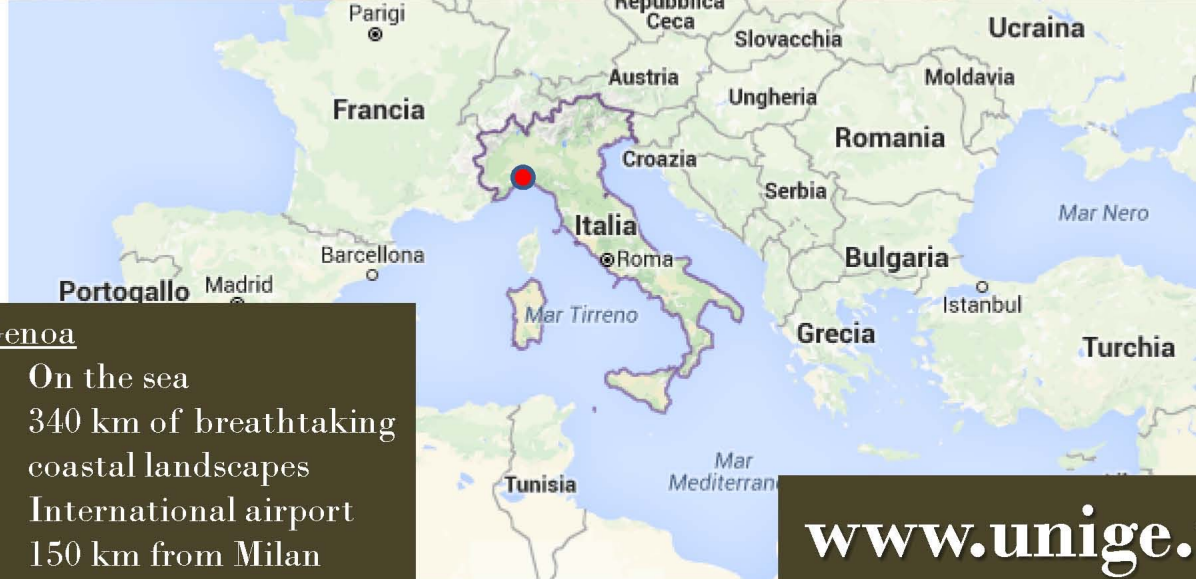 Parigi
Repubblica
Ceca
Ucraina
Slovacchia
Austria
Moldavia
Francia
Ungheria
Romania
Croazia
Serbia
Mar Nero
Italia
Barcellona
Roma
Bulgaria
Portogallo
Madrid
Istanbul
Mar Tirreno
Grecia
Turchia
enoa
On the sea
340 km of breathtaking
coastal landscapes
International airport
150 km from Milan
Mar
Mediterran
Tunisia
www.unige.